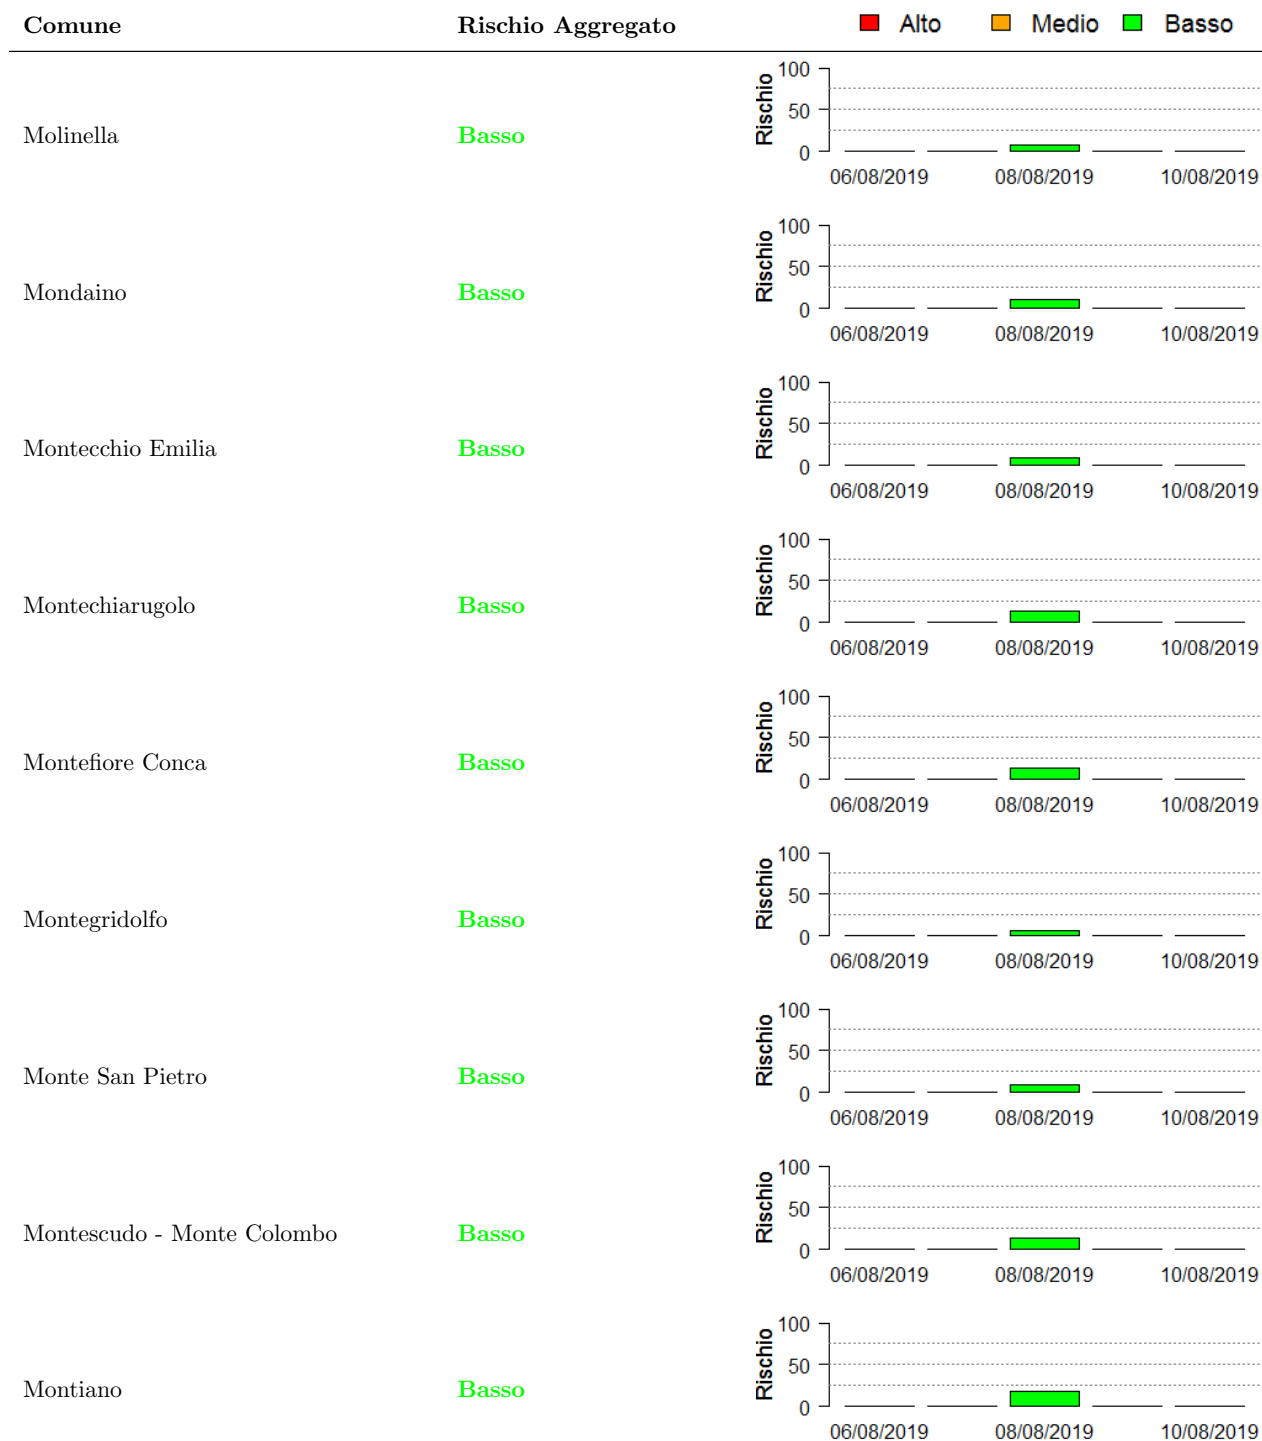 Comune Rischio Aggregato Alto Medio Basso
Molinella Basso
Rischio
100
50
0
06/08/2019 08/08/2019 10/08/2019
Mondaino Basso
Rischio
100
50
0
06/08/2019 08/08/2019 10/08/2019
Montecchio Emilia Basso
Rischio
100
50
0
06/08/2019 08/08/2019 10/08/2019
Montechiarugolo Basso
Rischio
100
50
0
06/08/2019 08/08/2019 10/08/2019
Montefiore Conca Basso
Rischio
100
50
0
06/08/2019 08/08/2019 10/08/2019
Montegridolfo Basso
Rischio
100
50
0
06/08/2019 08/08/2019 10/08/2019
Monte San Pietro Basso
Rischio
100
50
0
06/08/2019 08/08/2019 10/08/2019
Montescudo - Monte Colombo Basso
Rischio
100
50
0
06/08/2019 08/08/2019 10/08/2019
Montiano Basso
Rischio
100
50
0
06/08/2019 08/08/2019 10/08/2019